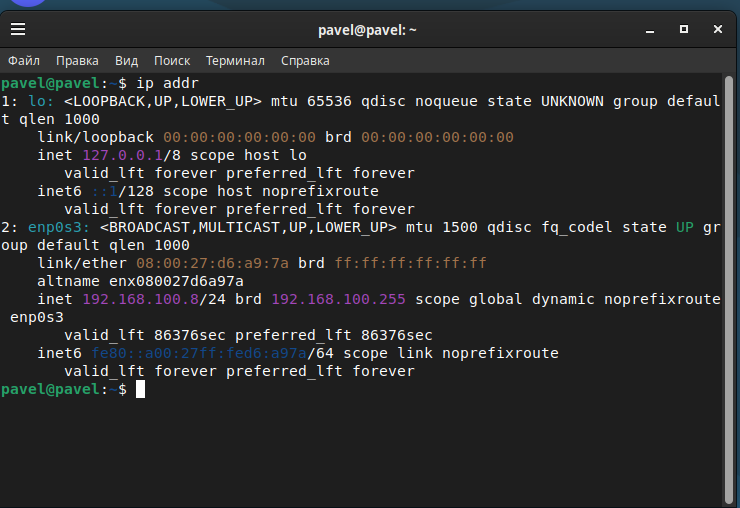 pavel@pavel: ~
Файл Правка Вид Поиск Терминал Справка
pavel@pavel:~$ ip addr
1: lo: <LOOPBACK,UP,LOWER_UP> mtu 65536 qdisc noqueue state UNKNOWN group defaul
t qlen 1000
    link/loopback 00:00:00:00:00:00 brd 00:00:00:00:00:00
    inet 127.0.0.1/8 scope host lo
       valid_lft forever preferred_lft forever
    inet6 ::1/128 scope host noprefixroute
       valid_lft forever preferred_lft forever
2: enp0s3: <BROADCAST,MULTICAST,UP,LOWER_UP> mtu 1500 qdisc fq_codel state UP gr
oup default qlen 1000
    link/ether 08:00:27:d6:a9:7a brd ff:ff:ff:ff:ff:ff
    altname enx080027d6a97a
    inet 192.168.100.8/24 brd 192.168.100.255 scope global dynamic noprefixroute
 enp0s3
       valid_lft 86376sec preferred_lft 86376sec
    inet6 fe80::a00:27ff:fed6:a97a/64 scope link noprefixroute
       valid_lft forever preferred_lft forever
pavel@pavel:~$